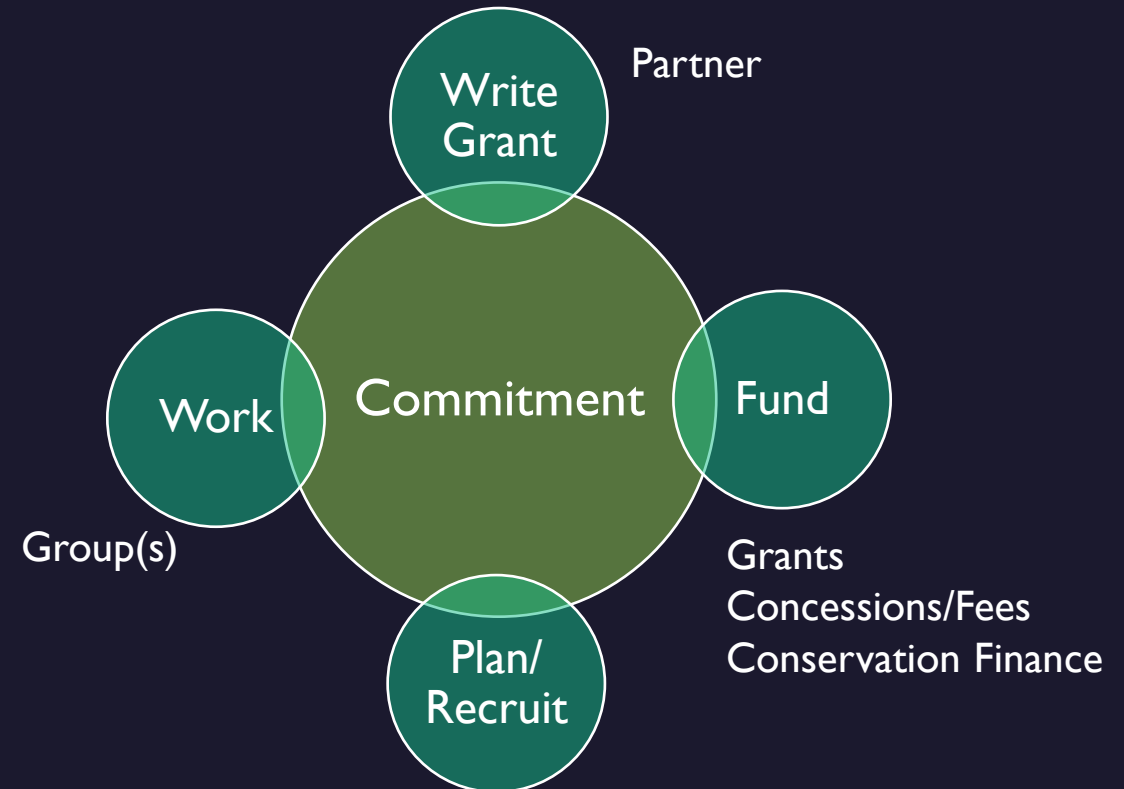 Write
Grant
Partner
Commitment
Fund
Work
Group(s)
Grants
Concessions/Fees
Conservation Finance
Plan/
Recruit